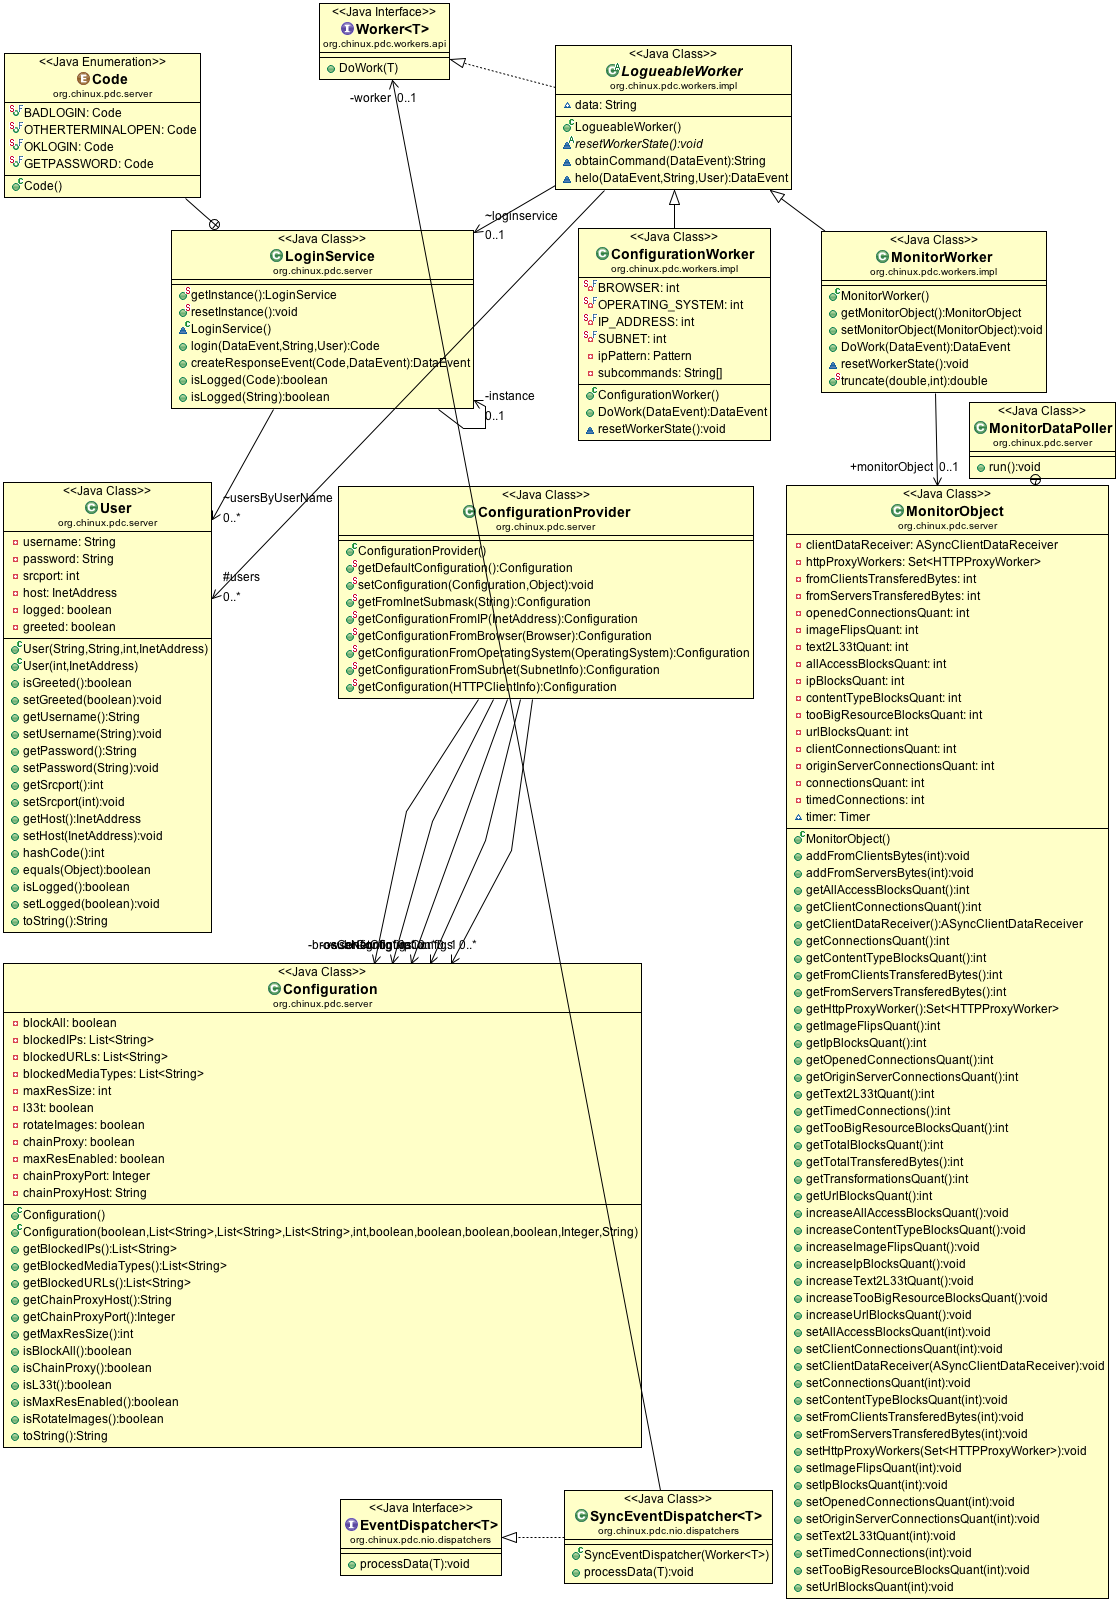 <<Java Interface>>
Worker<T>
org.chinux.pdc.workers.api
DoWork(T)
-worker 0..1
<<Java Enumeration>>
Code
org.chinux.pdc.server
BADLOGIN: Code
OTHERTERMINALOPEN: Code
OKLOGIN: Code
GETPASSWORD: Code
Code()
<<Java Class>>
LogueableWorker
org.chinux.pdc.workers.impl
data: String
LogueableWorker()
resetWorkerState():void
obtainCommand(DataEvent):String
helo(DataEvent,String,User):DataEvent
~loginservice
0..1
<<Java Class>>
LoginService
org.chinux.pdc.server
getInstance():LoginService
resetInstance():void
LoginService()
login(DataEvent,String,User):Code
createResponseEvent(Code,DataEvent):DataEvent
isLogged(Code):boolean
isLogged(String):boolean
-instance
0..1
<<Java Class>>
ConfigurationWorker
org.chinux.pdc.workers.impl
BROWSER: int
OPERATING_SYSTEM: int
IP_ADDRESS: int
SUBNET: int
ipPattern: Pattern
subcommands: String[]
ConfigurationWorker()
DoWork(DataEvent):DataEvent
resetWorkerState():void
<<Java Class>>
MonitorWorker
org.chinux.pdc.workers.impl
MonitorWorker()
getMonitorObject():MonitorObject
setMonitorObject(MonitorObject):void
DoWork(DataEvent):DataEvent
resetWorkerState():void
truncate(double,int):double
+monitorObject 0..1
<<Java Class>>
MonitorDataPoller
org.chinux.pdc.server
run():void
<<Java Class>>
User
org.chinux.pdc.server
username: String
password: String
srcport: int
host: InetAddress
logged: boolean
greeted: boolean
User(String,String,int,InetAddress)
User(int,InetAddress)
isGreeted():boolean
setGreeted(boolean):void
getUsername():String
setUsername(String):void
getPassword():String
setPassword(String):void
getSrcport():int
setSrcport(int):void
getHost():InetAddress
setHost(InetAddress):void
hashCode():int
equals(Object):boolean
isLogged():boolean
setLogged(boolean):void
toString():String
~usersByUserName
0..*
#users
0..*
<<Java Class>>
ConfigurationProvider
org.chinux.pdc.server
ConfigurationProvider()
getDefaultConfiguration():Configuration
setConfiguration(Configuration,Object):void
getFromInetSubmask(String):Configuration
getConfigurationFromIP(InetAddress):Configuration
getConfigurationFromBrowser(Browser):Configuration
getConfigurationFromOperatingSystem(OperatingSystem):Configuration
getConfigurationFromSubnet(SubnetInfo):Configuration
getConfiguration(HTTPClientInfo):Configuration
0..*
<<Java Class>>
Configuration
org.chinux.pdc.server
blockAll: boolean
blockedIPs: List<String>
blockedURLs: List<String>
blockedMediaTypes: List<String>
maxResSize: int
l33t: boolean
rotateImages: boolean
chainProxy: boolean
maxResEnabled: boolean
chainProxyPort: Integer
chainProxyHost: String
Configuration()
Configuration(boolean,List<String>,List<String>,List<String>,int,boolean,boolean,boolean,boolean,Integer,String)
getBlockedIPs():List<String>
getBlockedMediaTypes():List<String>
getBlockedURLs():List<String>
getChainProxyHost():String
getChainProxyPort():Integer
getMaxResSize():int
isBlockAll():boolean
isChainProxy():boolean
isL33t():boolean
isMaxResEnabled():boolean
isRotateImages():boolean
toString():String
<<Java Class>>
MonitorObject
org.chinux.pdc.server
clientDataReceiver: ASyncClientDataReceiver
httpProxyWorkers: Set<HTTPProxyWorker>
fromClientsTransferedBytes: int
fromServersTransferedBytes: int
openedConnectionsQuant: int
imageFlipsQuant: int
text2L33tQuant: int
allAccessBlocksQuant: int
ipBlocksQuant: int
contentTypeBlocksQuant: int
tooBigResourceBlocksQuant: int
urlBlocksQuant: int
clientConnectionsQuant: int
originServerConnectionsQuant: int
connectionsQuant: int
timedConnections: int
timer: Timer
MonitorObject()
addFromClientsBytes(int):void
addFromServersBytes(int):void
getAllAccessBlocksQuant():int
getClientConnectionsQuant():int
getClientDataReceiver():ASyncClientDataReceiver
getConnectionsQuant():int
getContentTypeBlocksQuant():int
getFromClientsTransferedBytes():int
getFromServersTransferedBytes():int
getHttpProxyWorker():Set<HTTPProxyWorker>
getImageFlipsQuant():int
getIpBlocksQuant():int
getOpenedConnectionsQuant():int
getOriginServerConnectionsQuant():int
getText2L33tQuant():int
getTimedConnections():int
getTooBigResourceBlocksQuant():int
getTotalBlocksQuant():int
getTotalTransferedBytes():int
getTransformationsQuant():int
getUrlBlocksQuant():int
increaseAllAccessBlocksQuant():void
increaseContentTypeBlocksQuant():void
increaseImageFlipsQuant():void
increaseIpBlocksQuant():void
increaseText2L33tQuant():void
increaseTooBigResourceBlocksQuant():void
increaseUrlBlocksQuant():void
setAllAccessBlocksQuant(int):void
setClientConnectionsQuant(int):void
setClientDataReceiver(ASyncClientDataReceiver):void
setConnectionsQuant(int):void
setContentTypeBlocksQuant(int):void
setFromClientsTransferedBytes(int):void
setFromServersTransferedBytes(int):void
setHttpProxyWorkers(Set<HTTPProxyWorker>):void
setImageFlipsQuant(int):void
setIpBlocksQuant(int):void
setOpenedConnectionsQuant(int):void
setOriginServerConnectionsQuant(int):void
setText2L33tQuant(int):void
setTimedConnections(int):void
setTooBigResourceBlocksQuant(int):void
setUrlBlocksQuant(int):void
<<Java Interface>>
EventDispatcher<T>
org.chinux.pdc.nio.dispatchers
processData(T):void
<<Java Class>>
SyncEventDispatcher<T>
org.chinux.pdc.nio.dispatchers
SyncEventDispatcher(Worker<T>)
processData(T):void